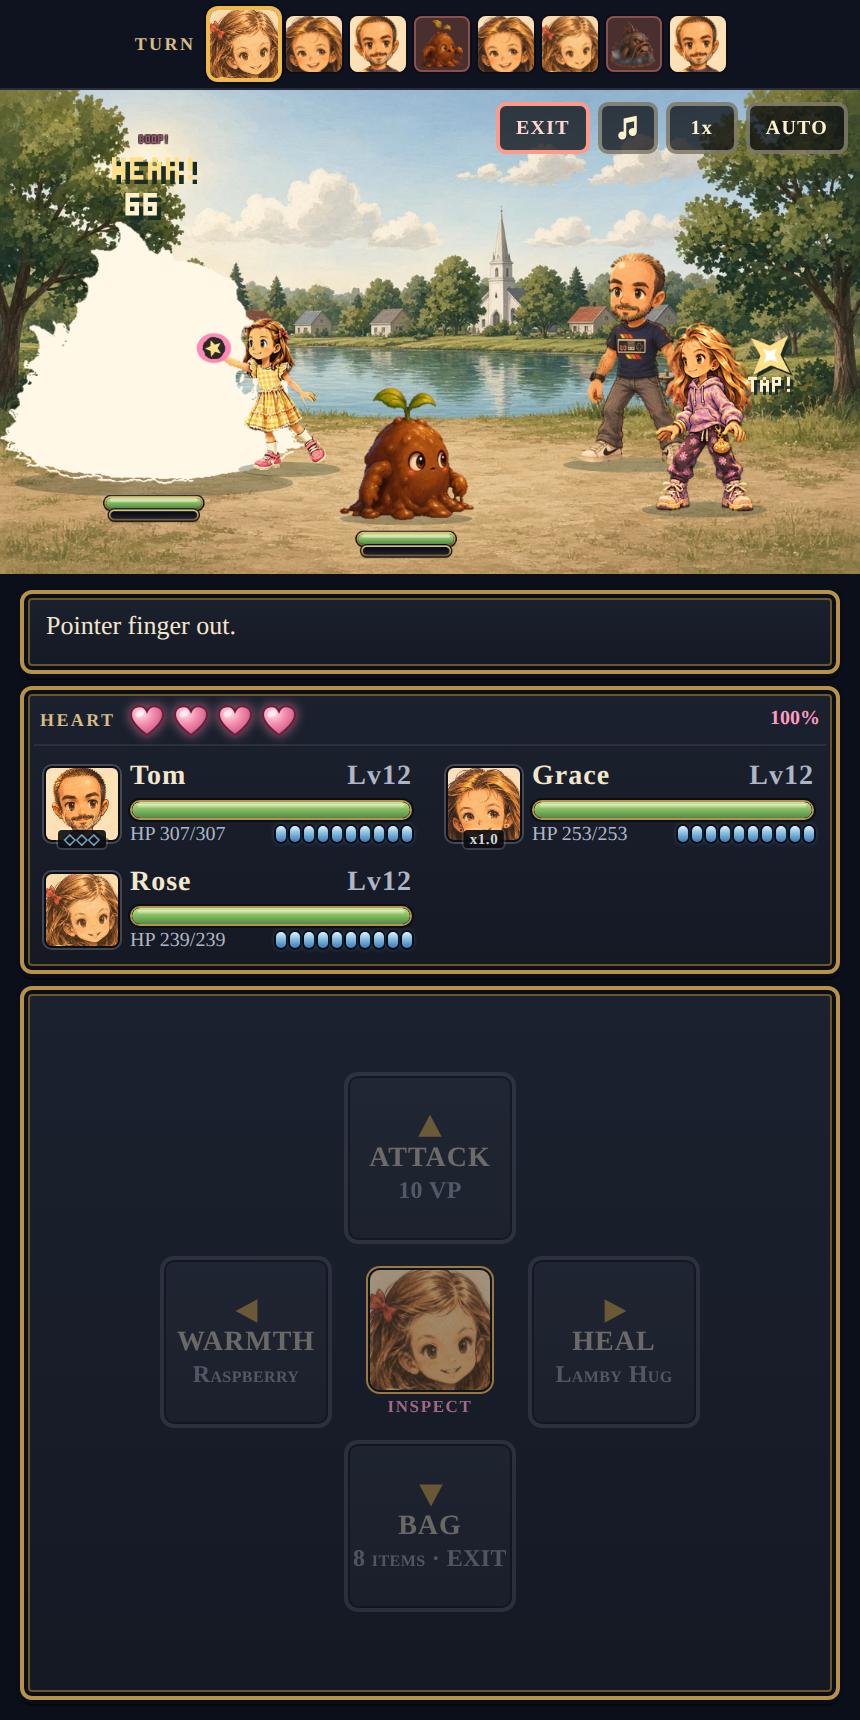 TURN
EXIT
1x
AUTO
BOOP!
66
TAP!
Pointer finger out.
HEART
100%
Tom Lv12
HP 307/307
Grace Lv12
x1.0
HP 253/253
Rose Lv12
HP 239/239
ATTACK
10 VP
WARMTH
Raspberry
INSPECT
HEAL
Lamby Hug
BAG
8 items · EXIT